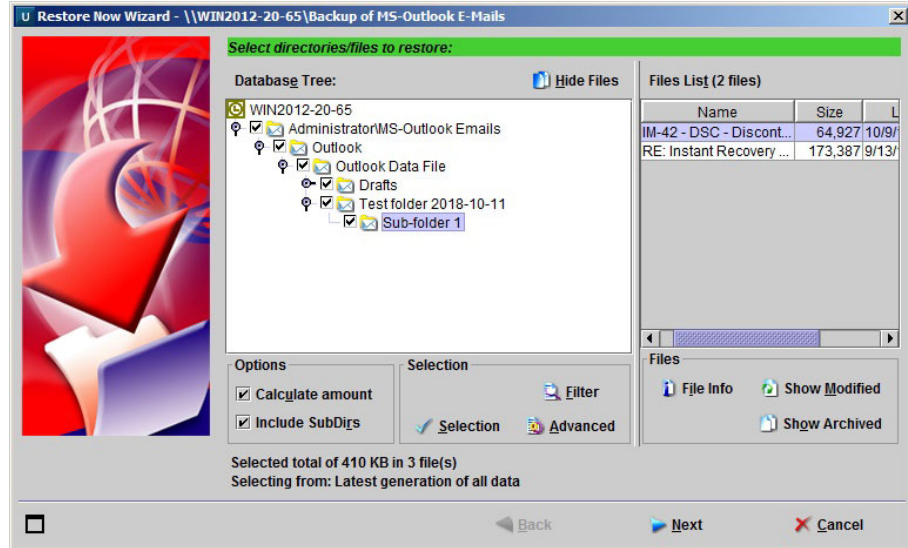 U Restore Now Wizard - \\WIN2012-20-65\Backup of MS-Outlook E-Mails
Select directories/files to restore:
Database Tree:
Hide Files
WIN2012-20-65
Administrator\MS-Outlook Emails
Outlook
Outlook Data File
Drafts
Test folder 2018-10-11
Sub-folder 1
Files List (2 files)
Name Size L
IM-42 - DSC - Discont... 64,927 10/9/
RE: Instant Recovery ... 173,387 9/13/
Options
Calculate amount
Include SubDirs
Selection
Filter
Selection
Advanced
Files
File Info
Show Modified
Show Archived
Selected total of 410 KB in 3 file(s)
Selecting from: Latest generation of all data
Back
Next
Cancel